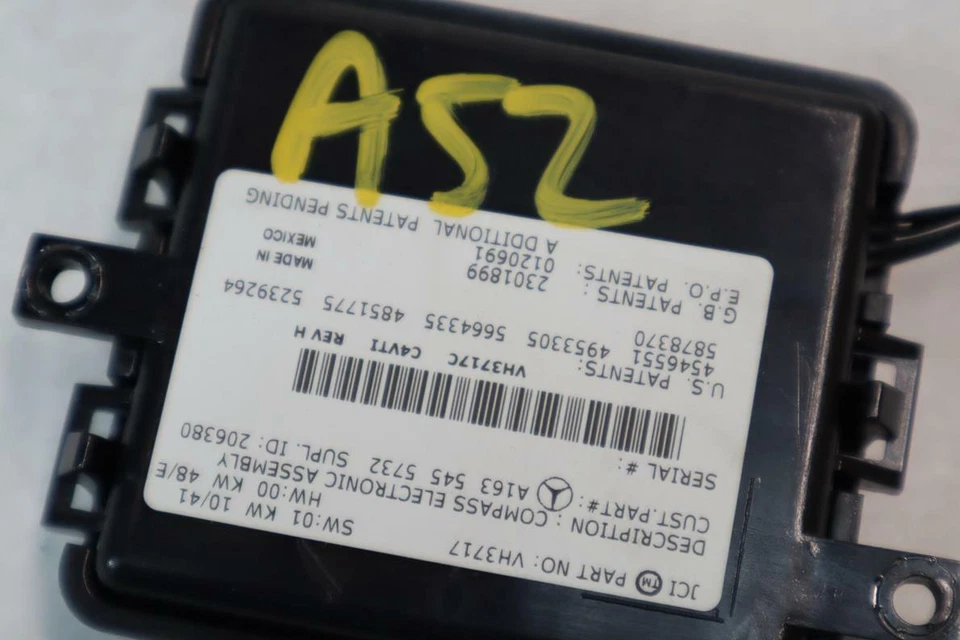 A52
JCI TM PART NO: VH3717
DESCRIPTION : COMPASS ELECTRONIC ASSEMBLY
SW:01 KW 10/41
HW:00 KW 48/E
CUST.PART#: A163 545 5732 SUPL. ID: 206380
SERIAL #:
VH3717C C4VTI REV H
U.S. PATENTS:
4546551 4953305 5664335 4851775 5239264
5878370
G.B. PATENTS : 2301899
E.P.O. PATENTS: 0120691
MADE IN
MEXICO
A DDITIONAL PATENTS PENDING